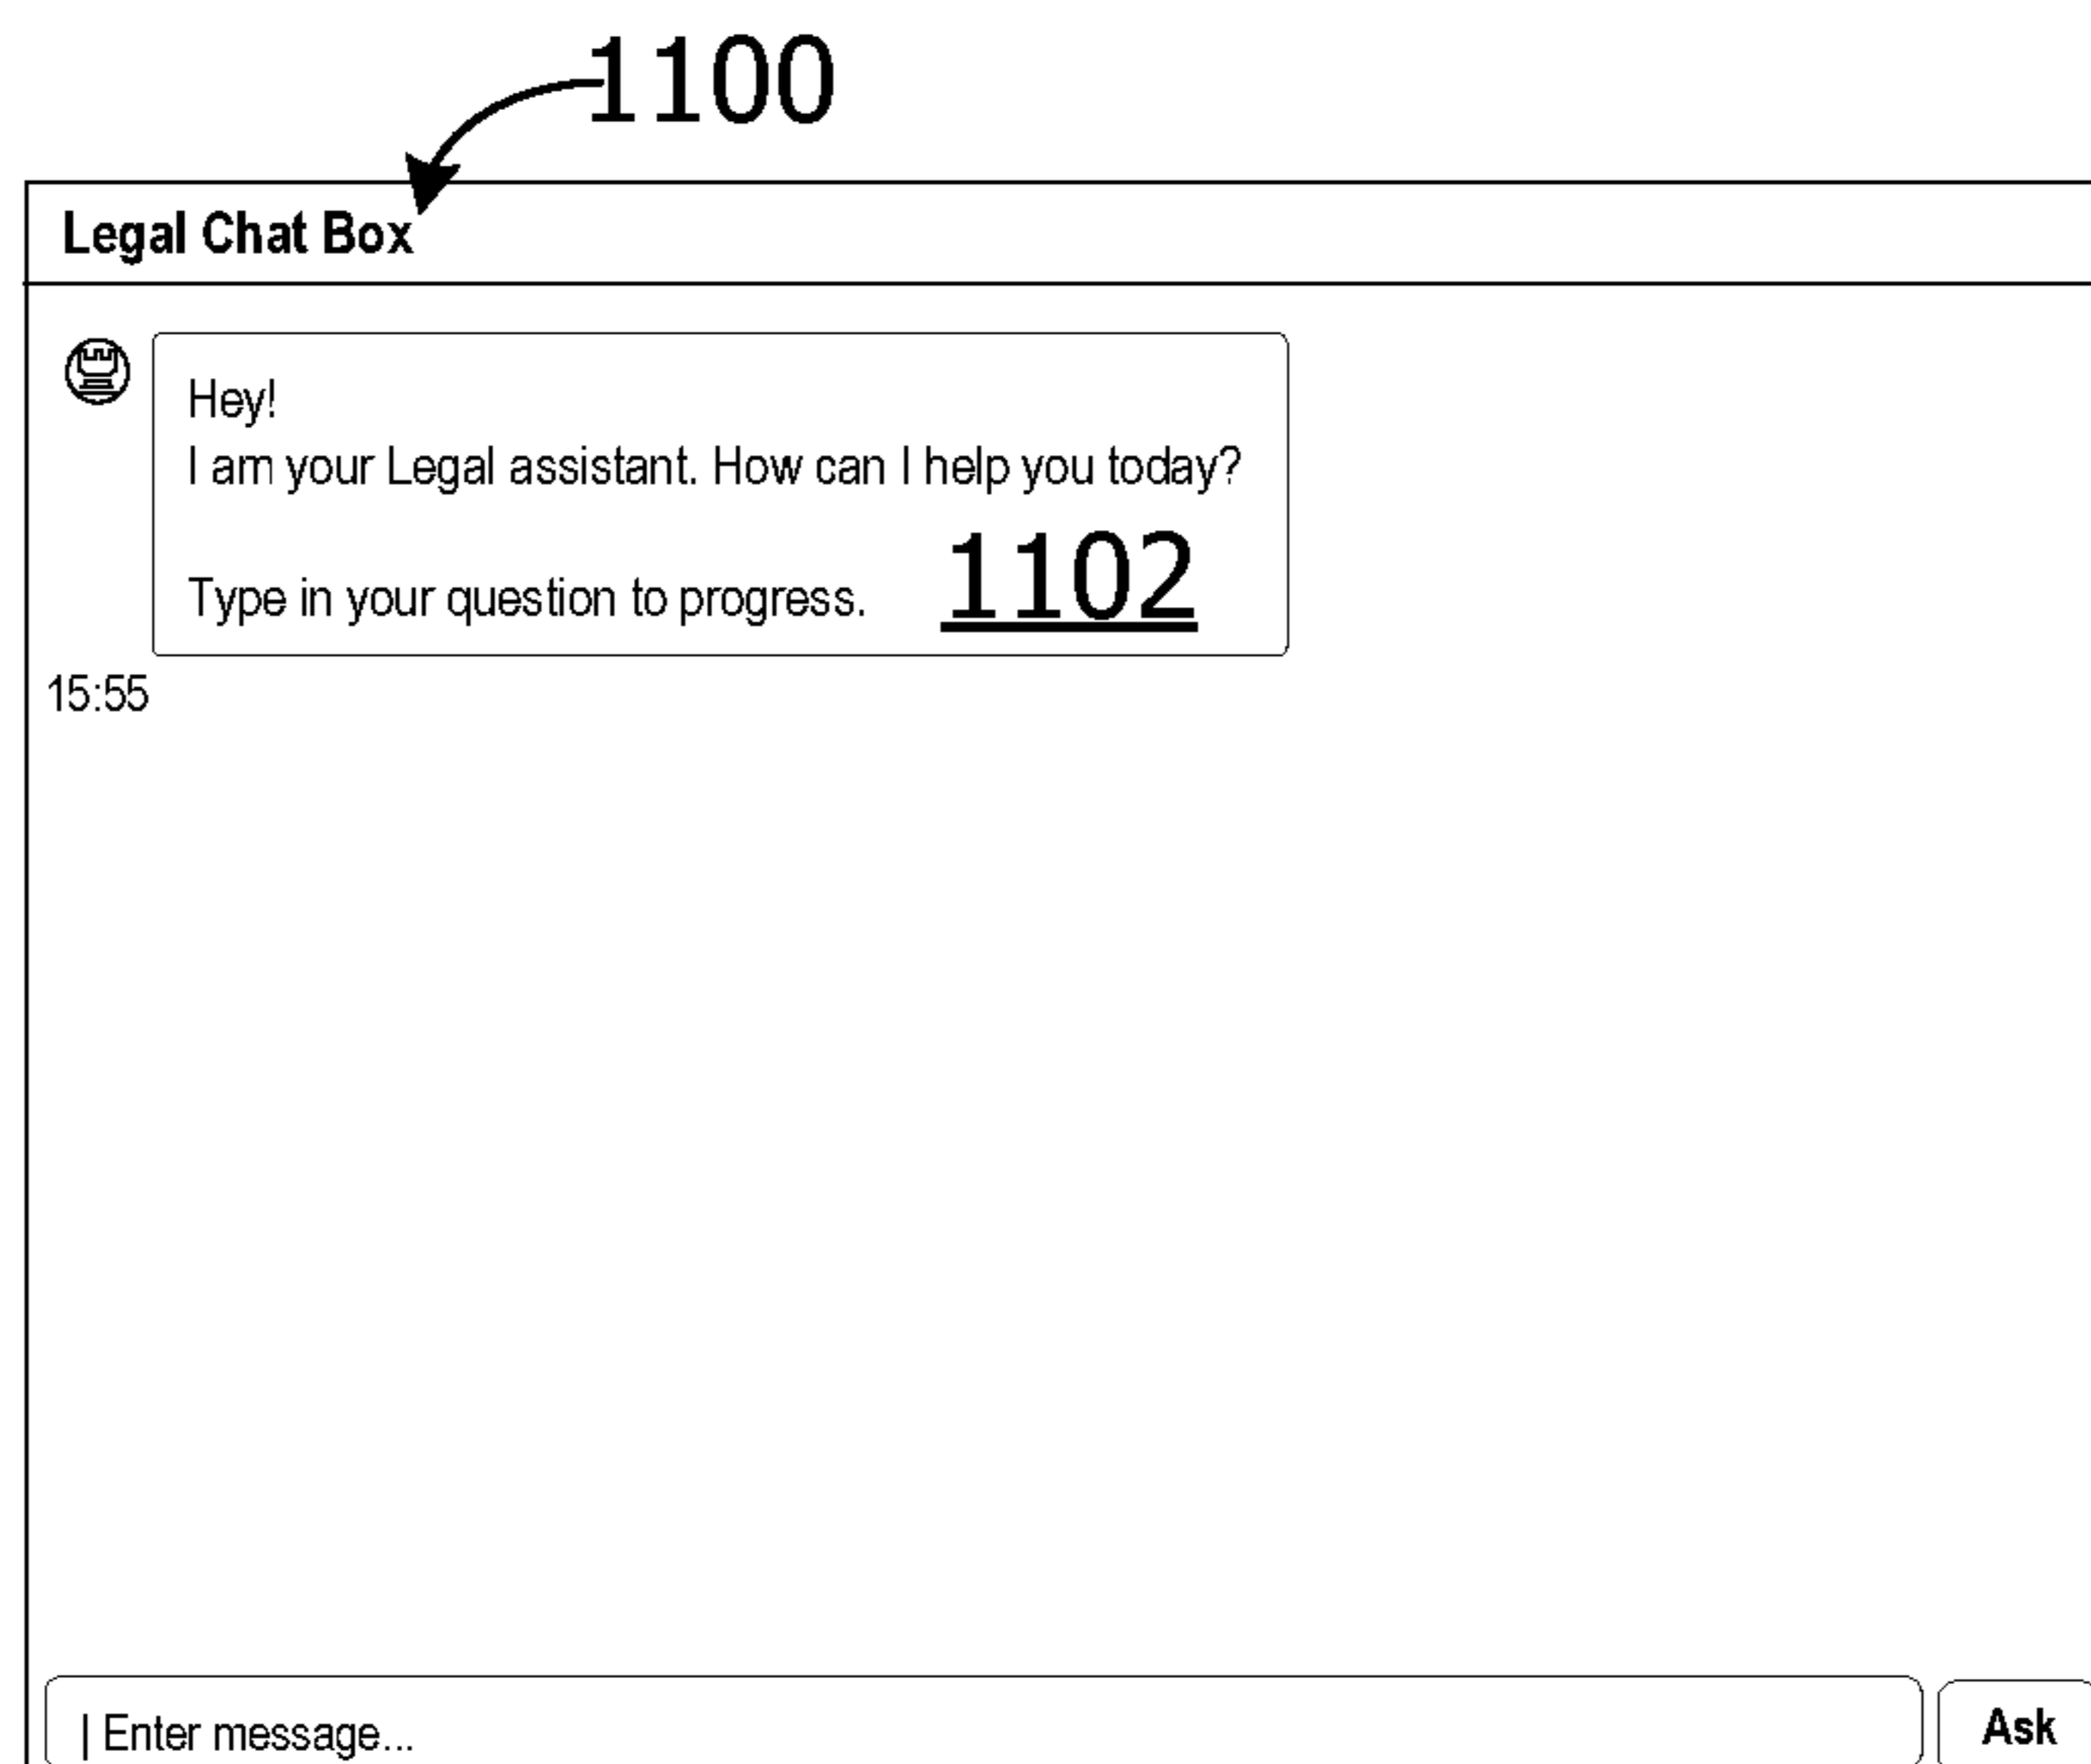 1100
Legal Chat Box
Hey!
I am your Legal assistant. How can I help you today?
Type in your question to progress. 1102
15:55
Enter message...
Ask